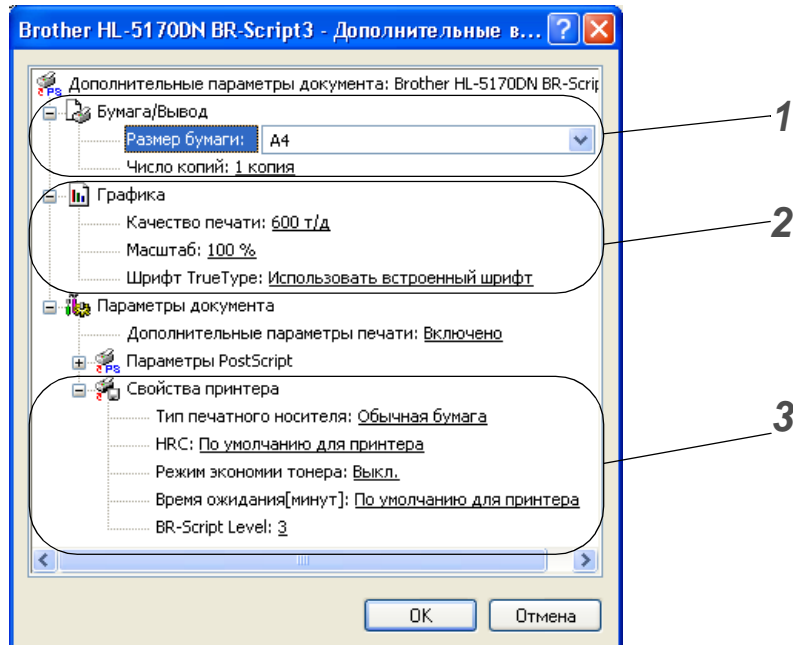 Brother HL-5170DN BR-Script3 - Дополнительные в...
Дополнительные параметры документа: Brother HL-5170DN BR-Scrip
Бумага/Вывод
Размер бумаги: A4
Число копий: 1 копия
1
Графика
Качество печати: 600 т/д
Масштаб: 100 %
Шрифт TrueType: Использовать встроенный шрифт
2
Параметры документа
Дополнительные параметры печати: Включено
Параметры PostScript
Свойства принтера
Тип печатного носителя: Обычная бумага
HRC: По умолчанию для принтера
Режим экономии тонера: Выкл.
Время ожидания[минут]: По умолчанию для принтера
BR-Script Level: 3
3
OK Отмена